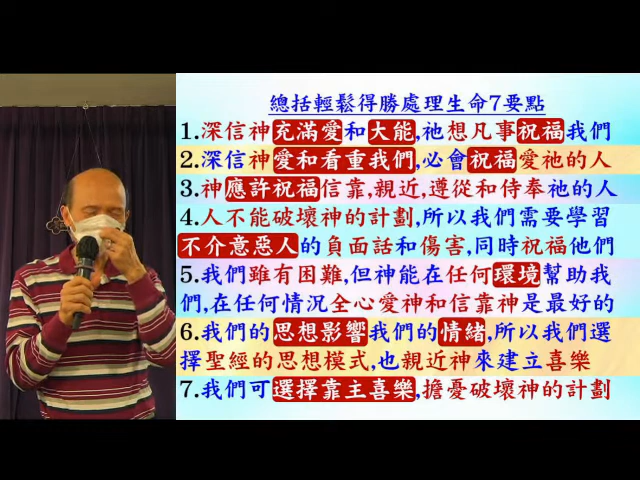 總括輕鬆得勝處理生命7要點
1.深信神充滿愛和大能,祂想凡事祝福我們
2.深信神愛和看重我們,必會祝福愛祂的人
3.神應許祝福信靠,親近,遵從和侍奉祂的人
4.人不能破壞神的計劃,所以我們需要學習
不介意惡人的負面話和傷害,同時祝福他們
5.我們雖有困難,但神能在任何環境幫助我
們,在任何情況全心愛神和信靠神是最好的
6.我們的思想影響我們的情緒,所以我們選
擇聖經的思想模式,也親近神來建立喜樂
7.我們可選擇靠主喜樂,擔憂破壞神的計劃